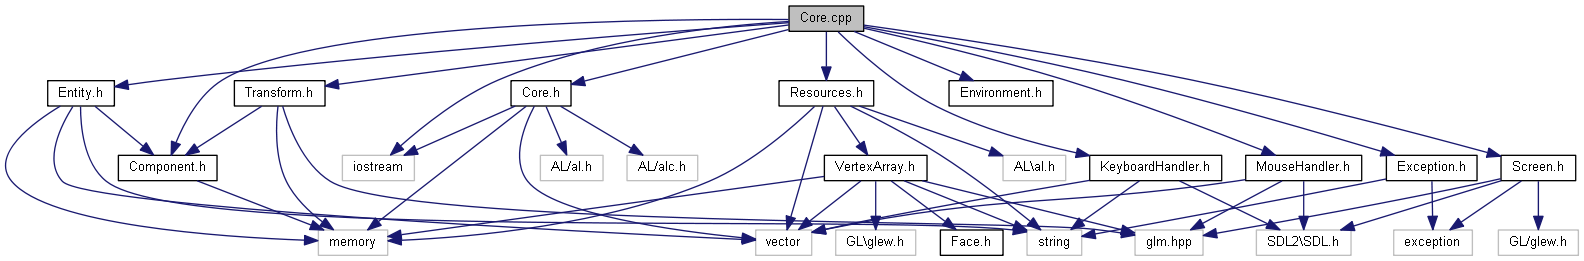 Core.cpp
Entity.h
Transform.h
Core.h
Resources.h
Environment.h
Component.h
iostream
AL/al.h
AL/alc.h
VertexArray.h
AL\al.h
KeyboardHandler.h
MouseHandler.h
Exception.h
Screen.h
memory
vector
GL\glew.h
Face.h
string
glm.hpp
SDL2\SDL.h
exception
GL/glew.h